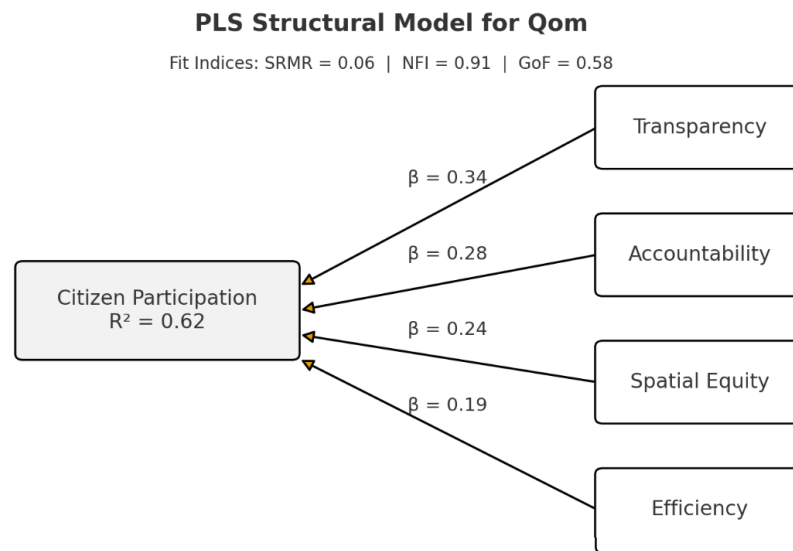 PLS Structural Model for Qom
Fit Indices: SRMR = 0.06 | NFI = 0.91 | GoF = 0.58
Transparency
β = 0.34
Accountability
β = 0.28
Citizen Participation
R² = 0.62
β = 0.24
Spatial Equity
β = 0.19
Efficiency